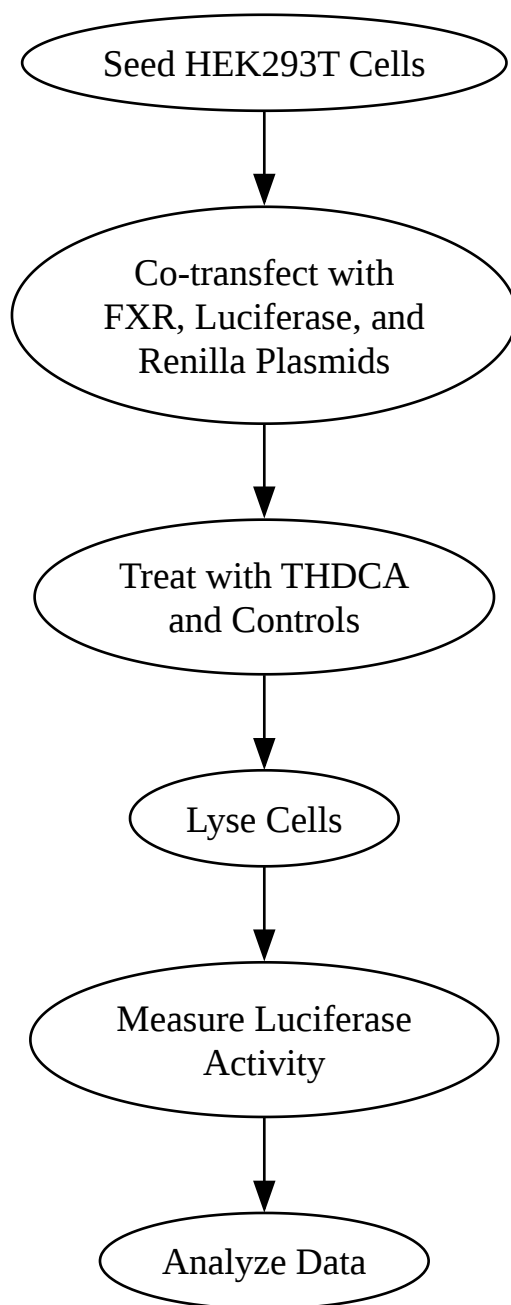 Seed HEK293T Cells
Co-transfect with
FXR, Luciferase, and
Renilla Plasmids
Treat with THDCA
and Controls
Lyse Cells
Measure Luciferase
Activity
Analyze Data